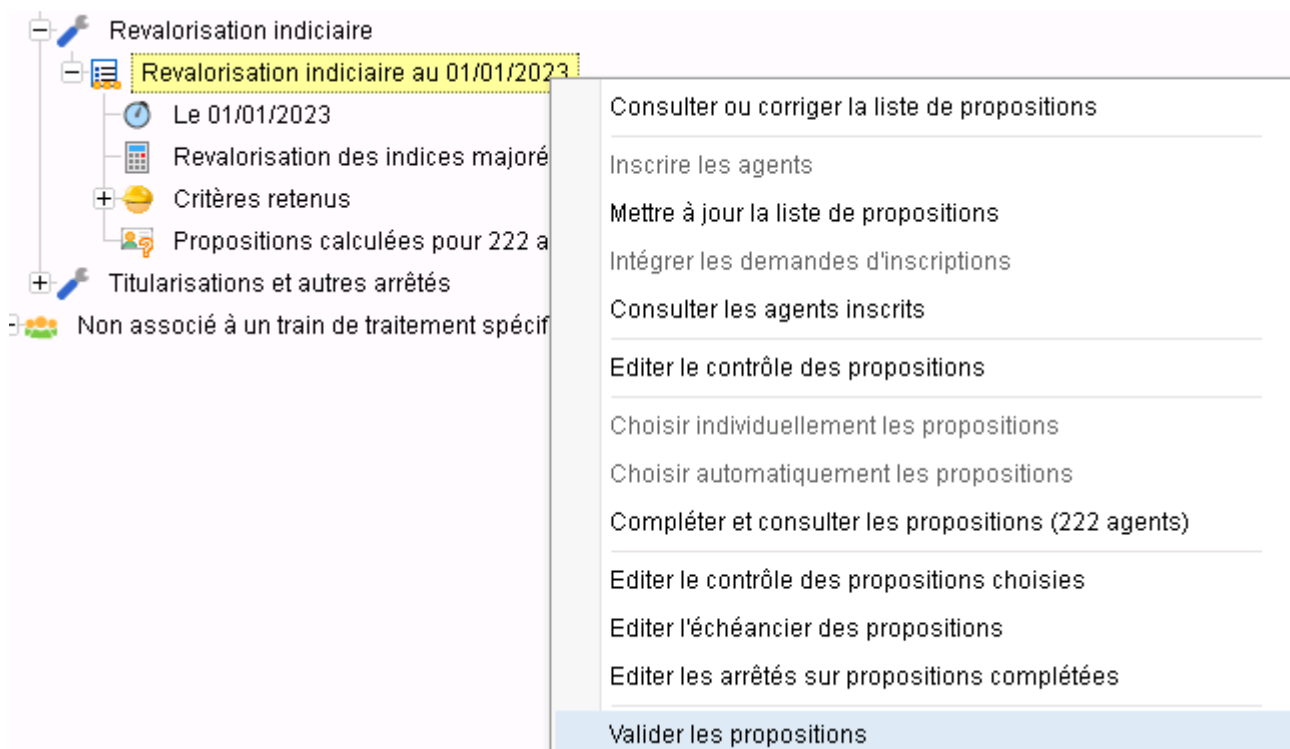 Revalorisation indiciaire
Revalorisation indiciaire au 01/01/2023
Le 01/01/2023
Revalorisation des indices majoré
Critères retenus
Propositions calculées pour 222 a
Titularisations et autres arrêtés
Non associé à un train de traitement spécif
Consulter ou corriger la liste de propositions
Inscrire les agents
Mettre à jour la liste de propositions
Intégrer les demandes d'inscriptions
Consulter les agents inscrits
Editer le contrôle des propositions
Choisir individuellement les propositions
Choisir automatiquement les propositions
Compléter et consulter les propositions (222 agents)
Editer le contrôle des propositions choisies
Editer l'échéancier des propositions
Editer les arrêtés sur propositions complétées
Valider les propositions